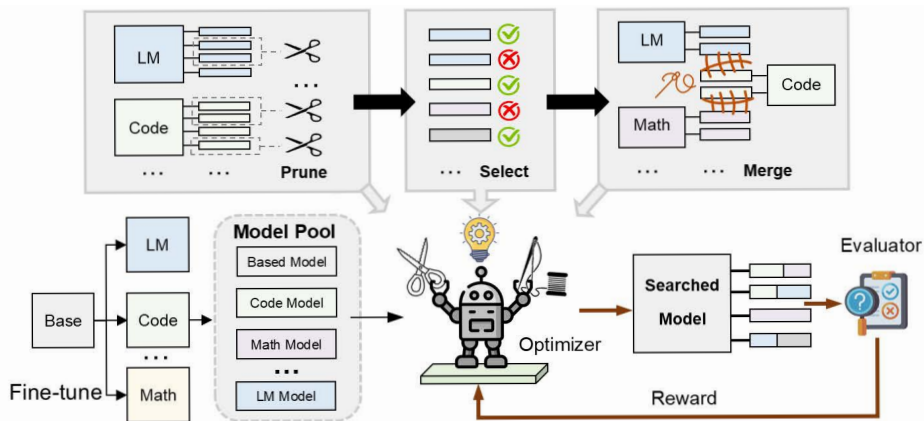 LM
Code
... ...
Prune
...
... Select
LM
Code
Math
... ...
Merge
Base
Fine-tune
LM
Code
...
Math
Model Pool
Based Model
Code Model
Math Model
...
LM Model
Optimizer
Searched
Model
Evaluator
?
Reward